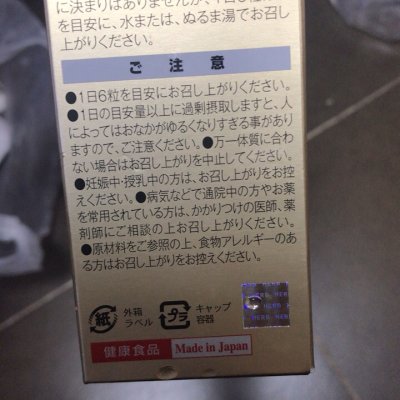 に決まりはありませんが、1日6粒
を目安に、水または、ぬるま湯でお召し
上がりください。
ご注意
●1日6粒を目安にお召し上がりください。
●1日の目安量以上に過剰摂取しますと、人
によってはおなかがゆるくなりすぎる事があり
ますので、ご注意ください。●万一体質に合わ
ない場合はお召し上がりを中止してください。
●妊娠中・授乳中の方は、お召し上がりをお控
えください。●病気などで通院中の方やお薬
を常用されている方は、かかりつけの医師、薬
剤師にご相談の上お召し上がりください。
●原材料をご参照の上、食物アレルギーのあ
る方はお召し上がりをお控えください。
紙 外箱
ラベル
プラ キャップ
容器
健康食品 Made in Japan